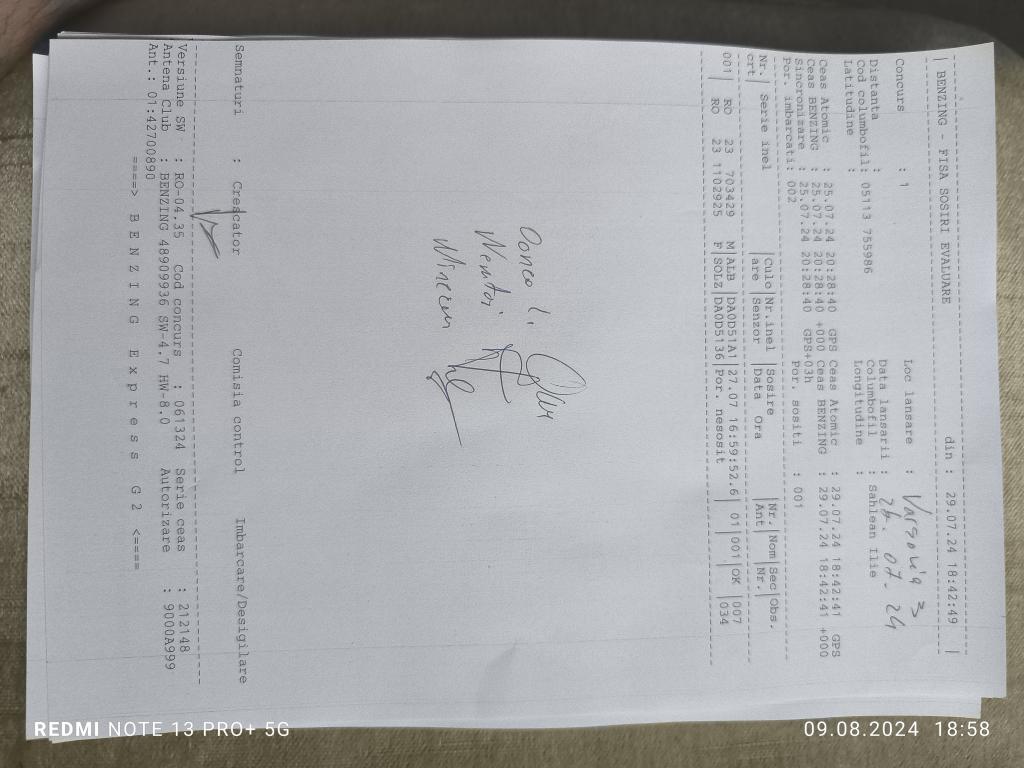 | BENZING - FISA SOSIRI EVALUARE din : 29.07.24 18:42:49 |
Concurs : 1 Loc lansare : Varsovia 3
Data lansarii : 26.07.24
Distanta : Columbofil : Sahlean Ilie
Cod columbofil: 05113 755986
Latitudine : Longitudine :
Ceas Atomic : 25.07.24 20:28:40 GPS Ceas Atomic : 29.07.24 18:42:41 GPS
Ceas BENZING : 25.07.24 20:28:40 +000 Ceas BENZING : 29.07.24 18:42:41 +000
Sincronizare : 25.07.24 20:28:40 GPS+03h
Por. imbarcati: 002 Por. sositi : 001
Nr.| Serie inel |Culo|Nr.inel|Sosire |Nr.|Nom|Sec|Obs.
crt| |are |Senzor |Data Ora |Ant| |Nr.|
001| RO 23 703429 M|ALB |DA0D51A1|27.07 16:59:52.6| 01|001|OK |007
| RO 23 1102925 F|SOLZ|DA0D5136|Por. nesosit | | | |034
Semnaturi : Crescator Comisia control Imbarcare/Desigilare
Versiune SW : RO-04.35 Cod concurs : 061324 Serie ceas : 212148
Antena Club : BENZING 48909936 SW-4.7 HW-8.0 Autorizare : 9000A999
Ant.: 01:42700890
====> B E N Z I N G E x p r e s s G 2 <====
REDMI NOTE 13 PRO+ 5G
09.08.2024 18:58